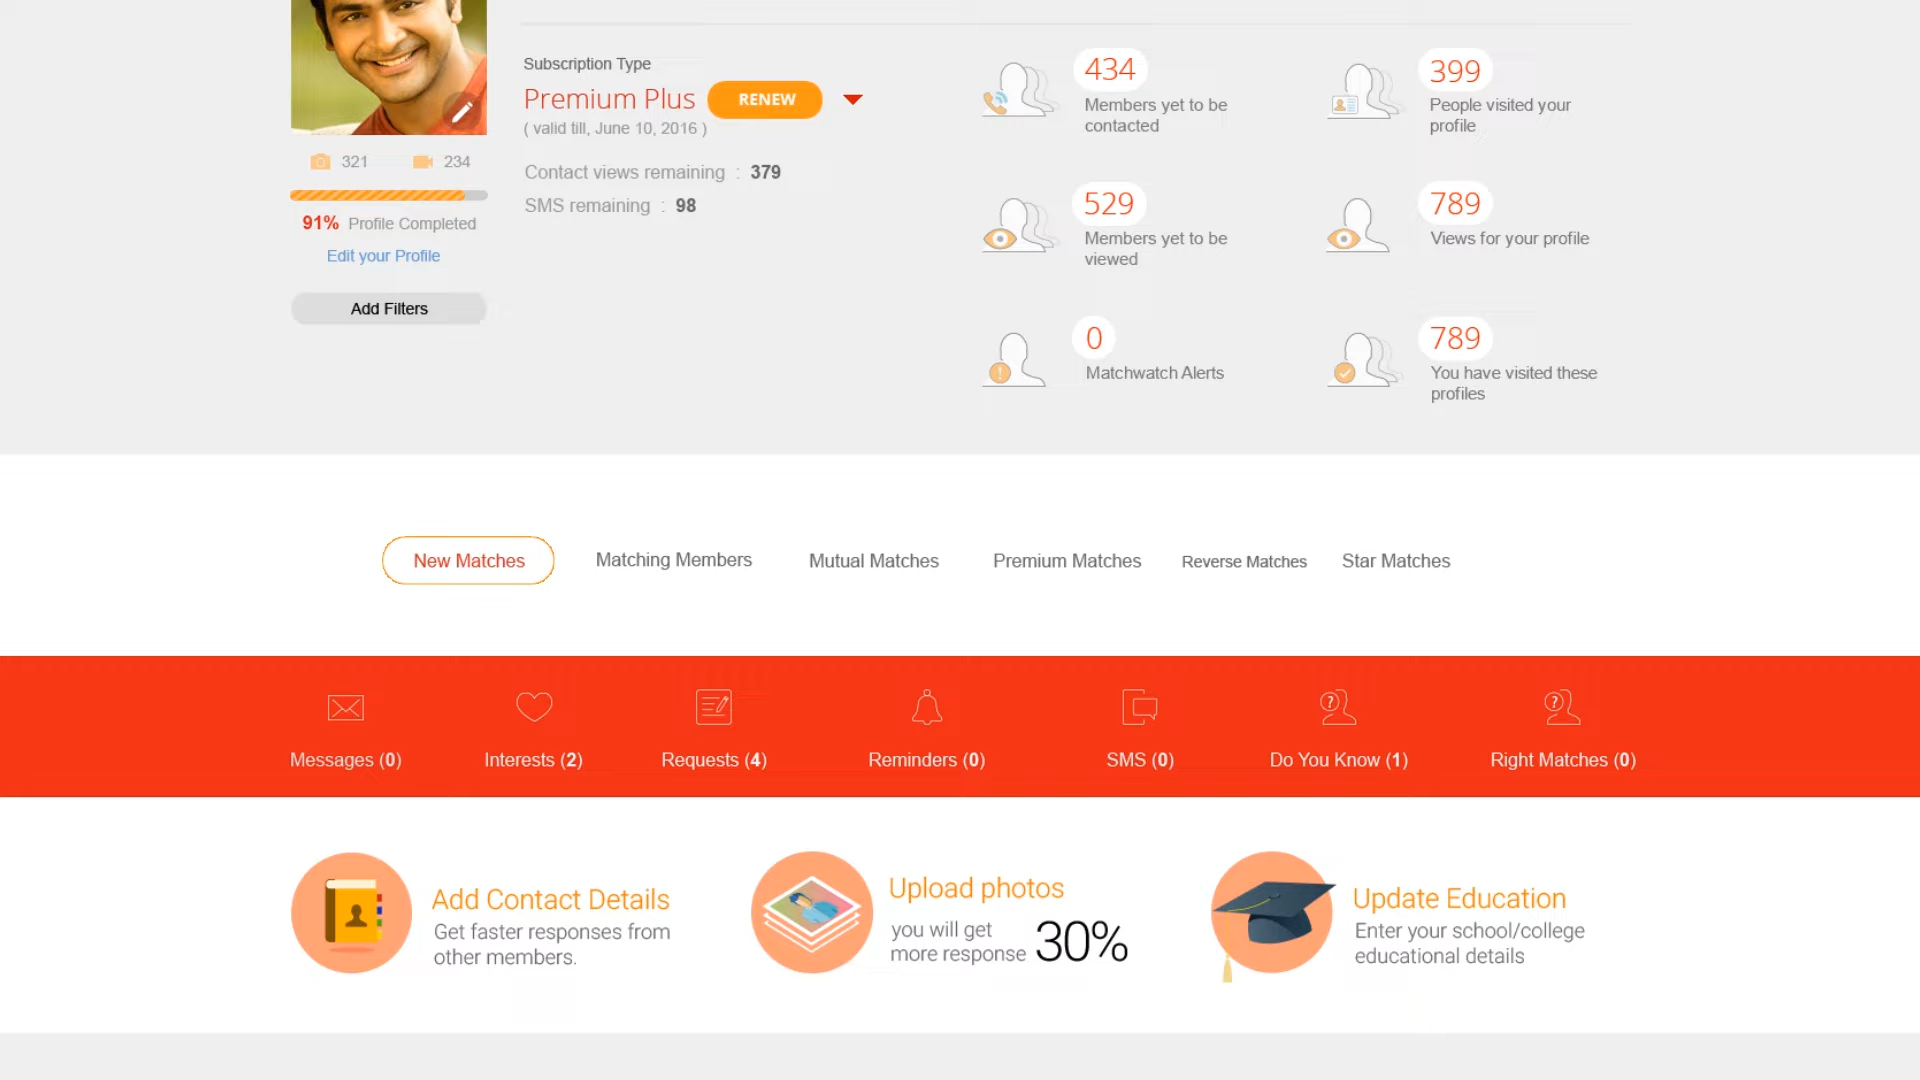 Subscription Type
Premium Plus RENEW
( valid till, June 10, 2016 )
Contact views remaining : 379
SMS remaining : 98
321 234
91% Profile Completed
Edit your Profile
Add Filters
434
Members yet to be
contacted
399
People visited your
profile
529
Members yet to be
viewed
789
Views for your profile
0
Matchwatch Alerts
789
You have visited these
profiles
New Matches Matching Members Mutual Matches Premium Matches Reverse Matches Star Matches
Messages (0) Interests (2) Requests (4) Reminders (0) SMS (0) Do You Know (1) Right Matches (0)
Add Contact Details
Get faster responses from
other members.
Upload photos
you will get
more response 30%
Update Education
Enter your school/college
educational details